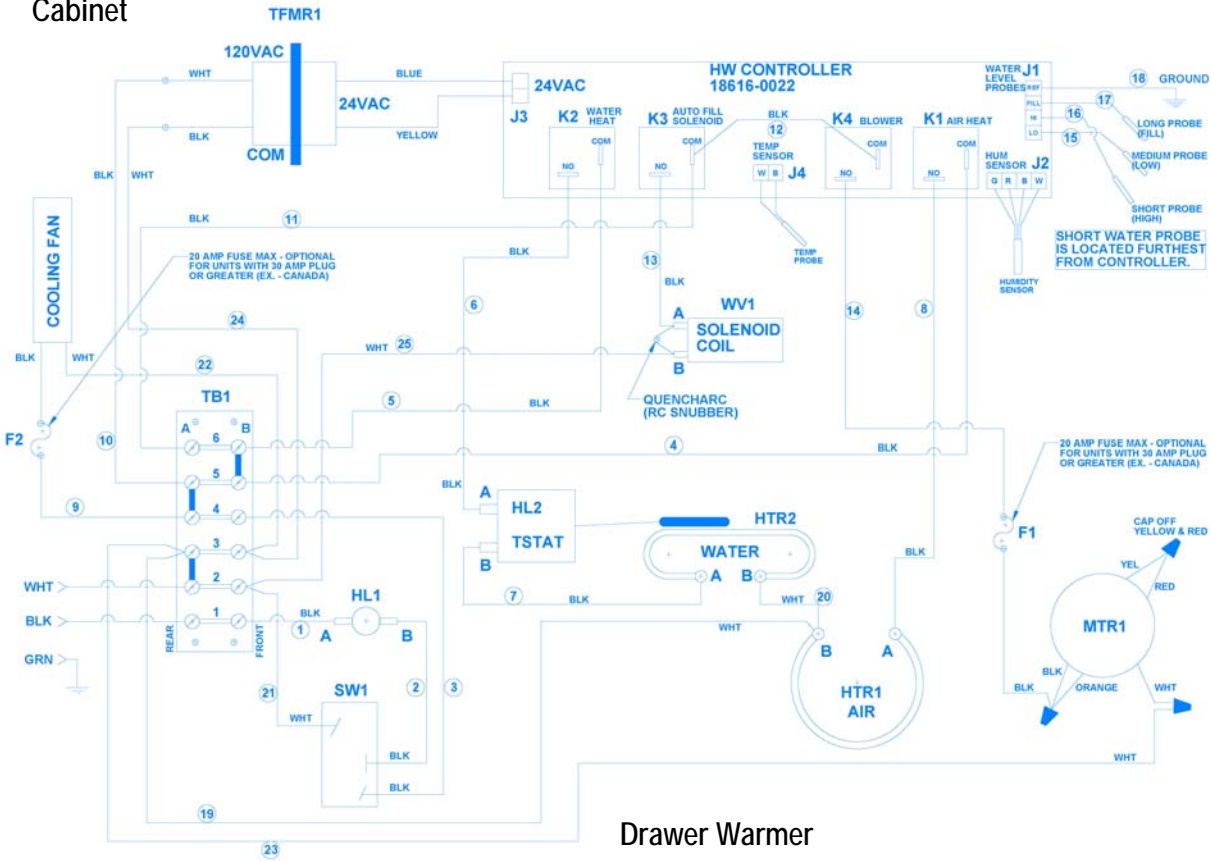 Cabinet
TFMR1
120VAC
WHT
BLUE
24VAC
YELLOW
BLK
COM
BLK
WHT
HW CONTROLLER
18616-0022
24VAC
J3
K2 WATER
HEAT
COM
NO
K3 AUTO FILL
SOLENOID
COM
NO
BLK
12
TEMP
SENSOR
W B J4
TEMP
PROBE
K4 BLOWER
COM
NO
K1 AIR HEAT
COM
NO
WATER
LEVEL
PROBES
J1
REF
FILL
HI
LO
HUM
SENSOR J2
G R B W
HUMIDITY
SENSOR
18 GROUND
17
16
15
LONG PROBE
(FILL)
MEDIUM PROBE
(LOW)
SHORT PROBE
(HIGH)
SHORT WATER PROBE
IS LOCATED FURTHEST
FROM CONTROLLER.
COOLING FAN
BLK
WHT
BLK 11
20 AMP FUSE MAX - OPTIONAL
FOR UNITS WITH 30 AMP PLUG
OR GREATER (EX. - CANADA)
24
22
BLK
6
13
BLK
14
8
WV1
A
SOLENOID
COIL
B
WHT 25
QUENCHARC
(RC SNUBBER)
5
BLK
4
BLK
F2
10
9
TB1
A B
6
5
4
3
2
1
REAR
FRONT
WHT
BLK
GRN
BLK
A
HL2
TSTAT
B
7
BLK
HTR2
WATER
A B
WHT
20
BLK
20 AMP FUSE MAX - OPTIONAL
FOR UNITS WITH 30 AMP PLUG
OR GREATER (EX. - CANADA)
F1
CAP OFF
YELLOW & RED
YEL
RED
MTR1
BLK
ORANGE
BLK
WHT
WHT
HL1
BLK
1
A
B
2
3
21
SW1
WHT
BLK
BLK
WHT
B A
HTR1
AIR
19
23
Drawer Warmer